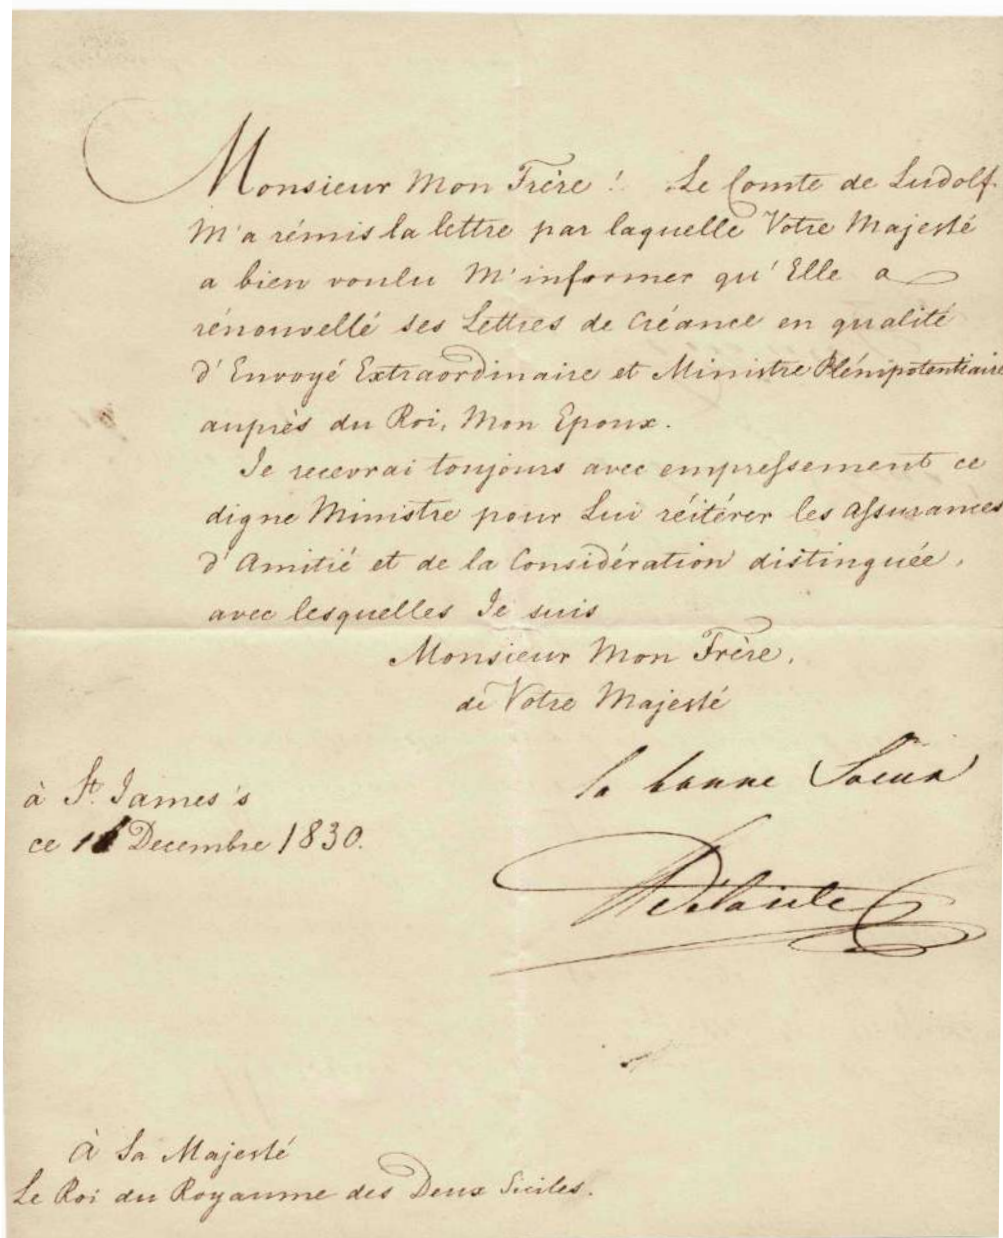 Monsieur Mon Frère ! Le Comte de Ludolf
M'a rémis la lettre par laquelle Votre Majesté
a bien voulu M'informer qu'Elle a
rénouvellé ses Lettres de Créance en qualité
d'Envoyé Extraordinaire et Ministre Plénipotentiaire
auprès du Roi, Mon Epoux.
Je recevrai toujours avec empreſsement ce
digne Ministre pour Lui réitérer les Aſsurances
d'Amitié et de la Considération distinguée,
avec lesquelles Je suis
Monsieur Mon Frère,
de Votre Majesté
la bonne Soeur
Adélaïde
à St. James's
ce Decembre 1830.
À Sa Majesté
Le Roi du Royaume des Deux Siciles.